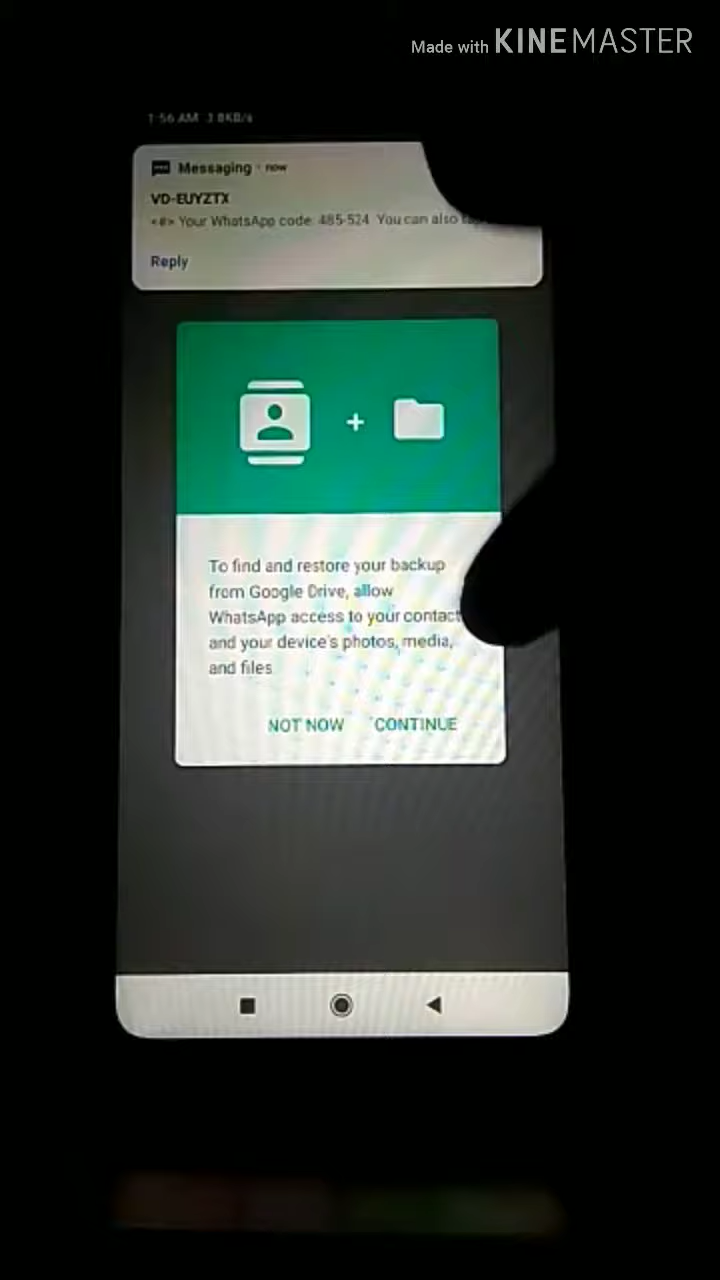 Made with KINEMASTER
1:56 AM 3.8KB/s
Messaging · now
VD-EUYZTX
<#> Your WhatsApp code: 485-524 You can also
Reply
To find and restore your backup
from Google Drive, allow
WhatsApp access to your contact
and your device's photos, media,
and files
NOT NOW CONTINUE